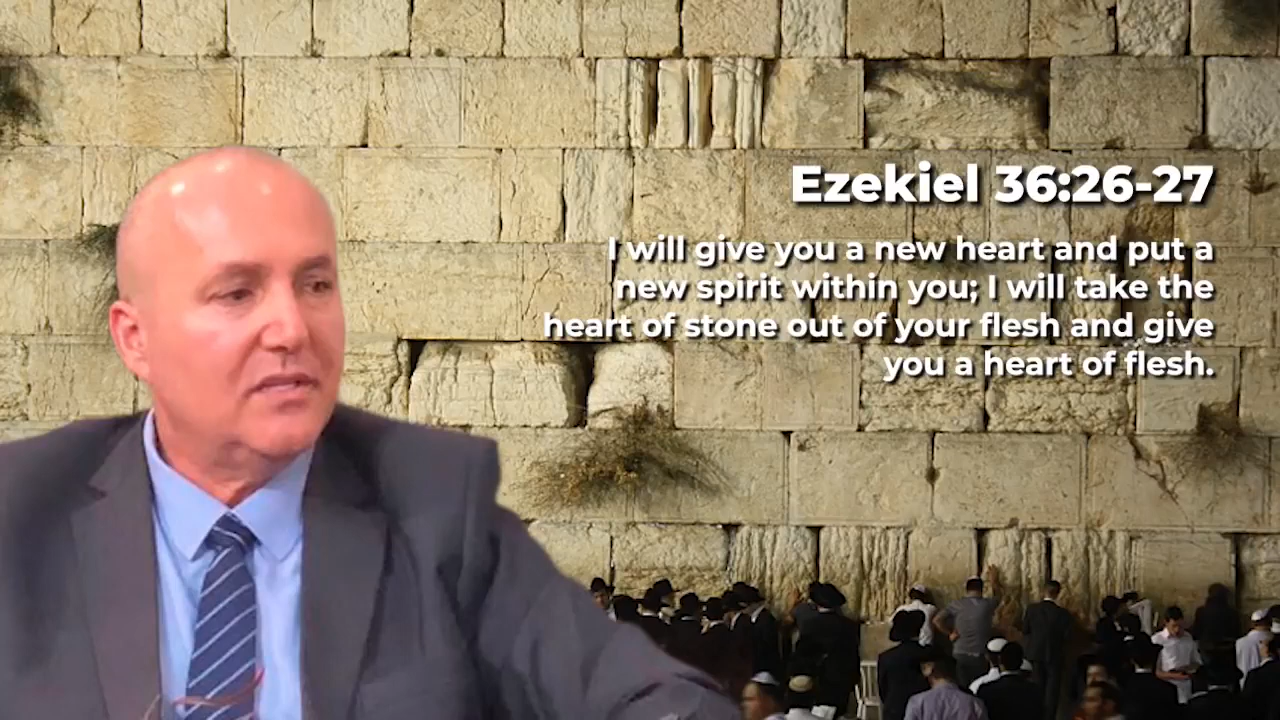 Ezekiel 36:26-27
I will give you a new heart and put a
new spirit within you; I will take the
heart of stone out of your flesh and give
you a heart of flesh.